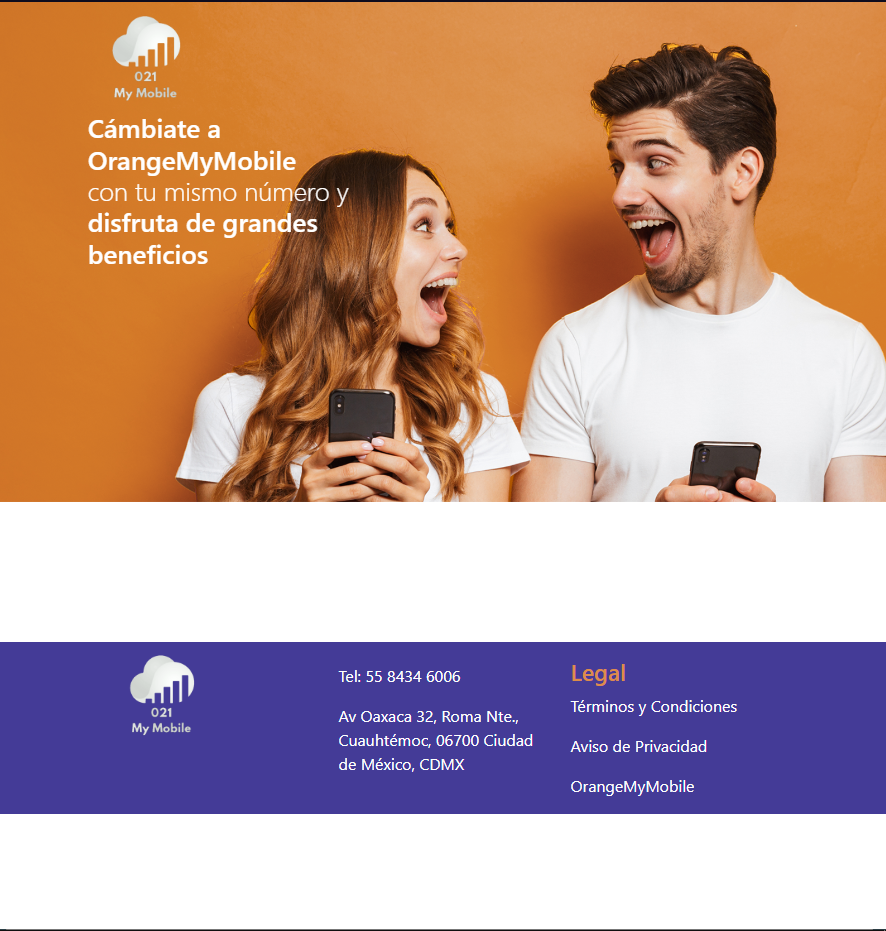 021
My Mobile
Cámbiate a
OrangeMyMobile
con tu mismo número y
disfruta de grandes
beneficios
021
My Mobile
Tel: 55 8434 6006
Av Oaxaca 32, Roma Nte.,
Cuauhtémoc, 06700 Ciudad
de México, CDMX
Legal
Términos y Condiciones
Aviso de Privacidad
OrangeMyMobile